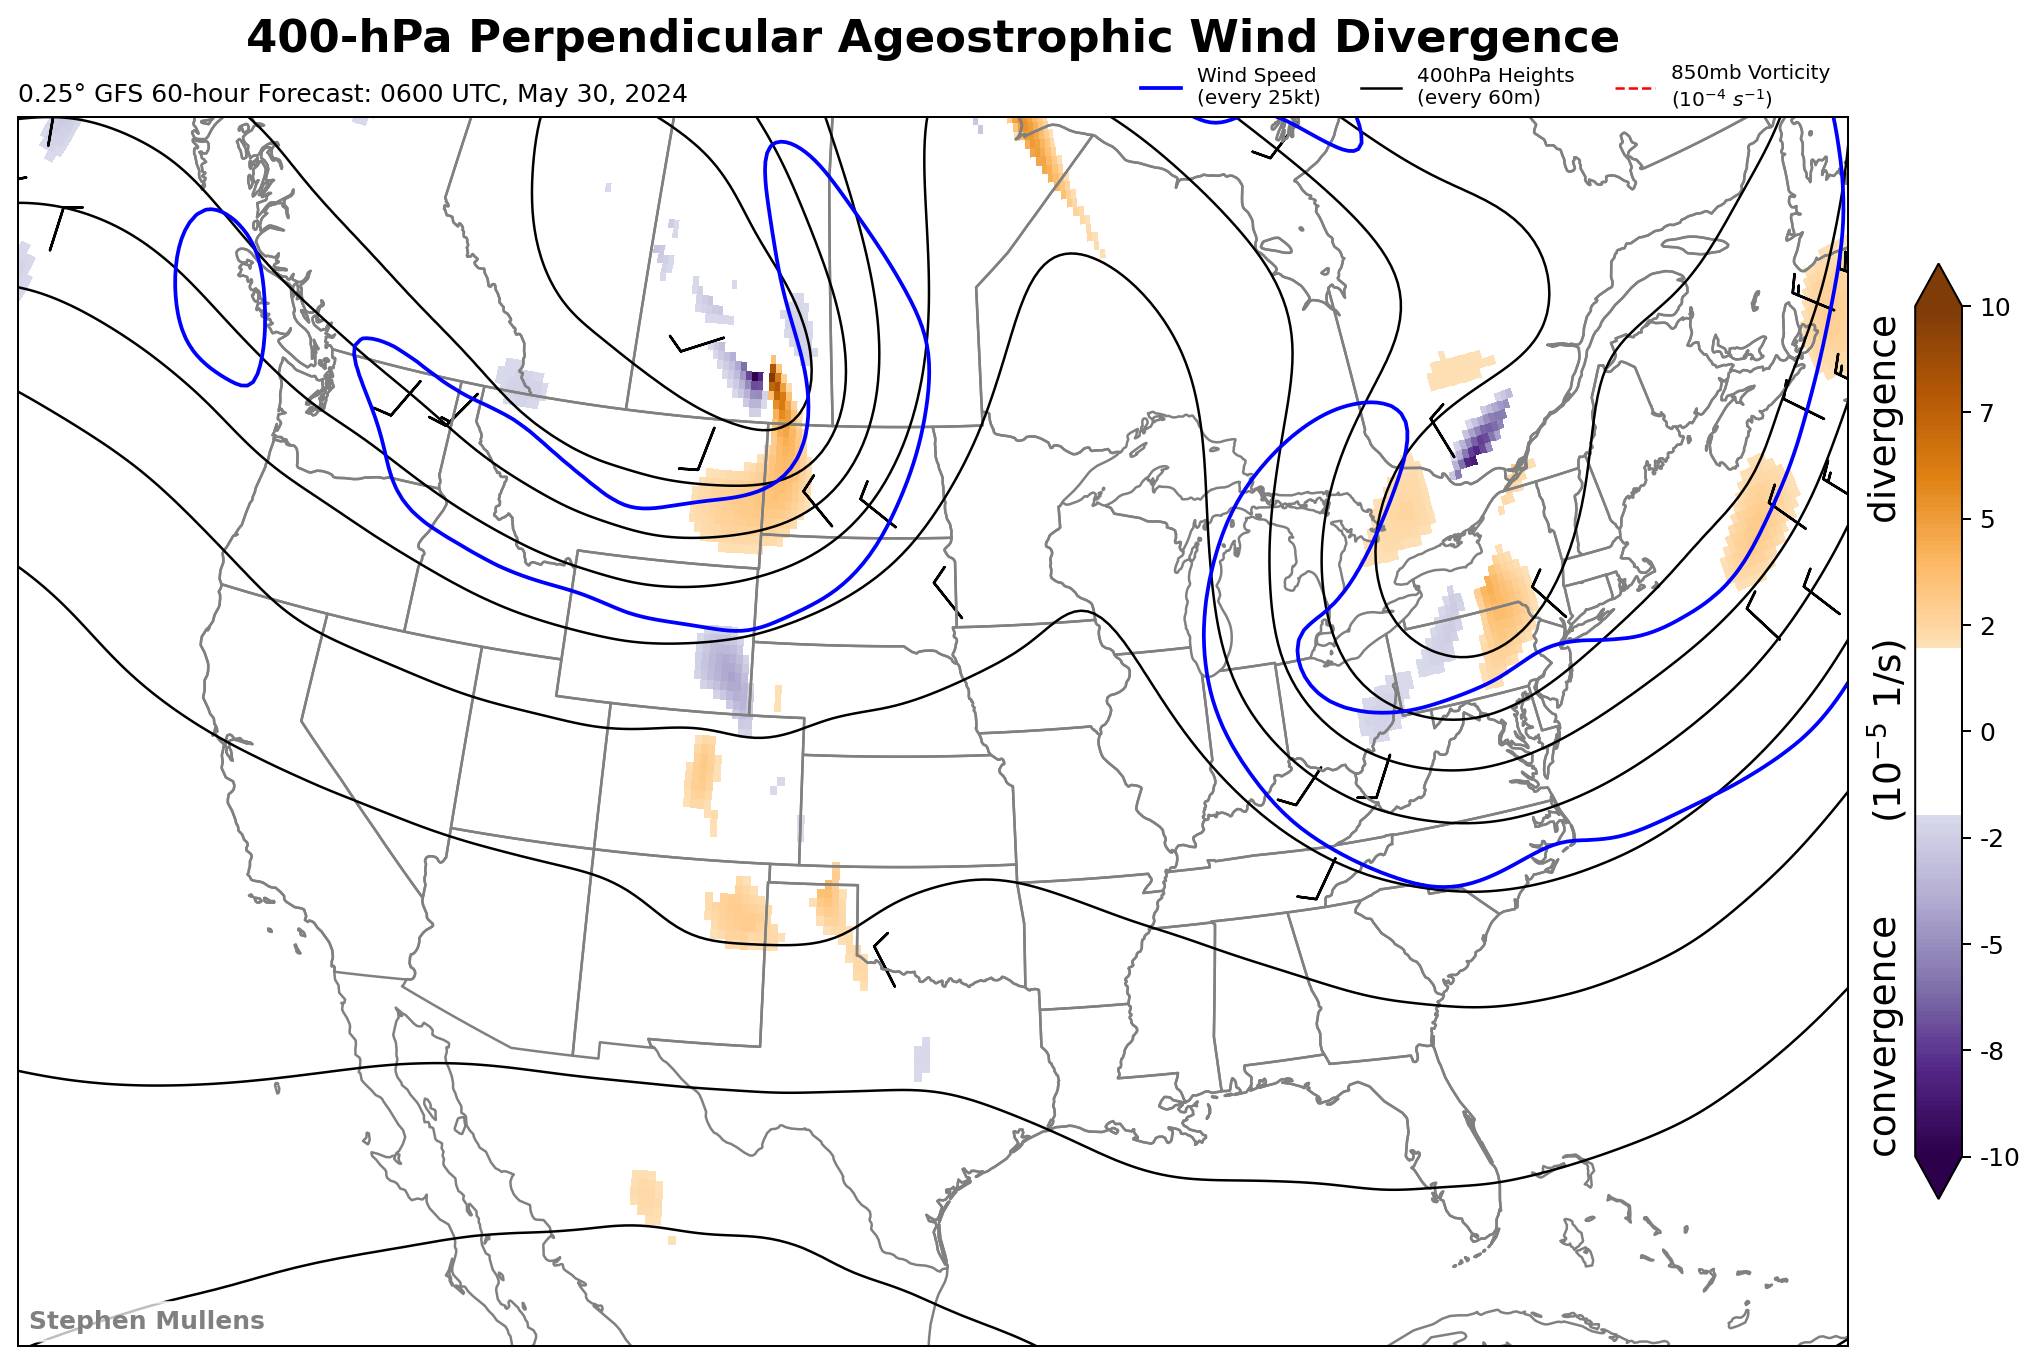 400-hPa Perpendicular Ageostrophic Wind Divergence
0.25° GFS 60-hour Forecast: 0600 UTC, May 30, 2024
Wind Speed
(every 25kt)
400hPa Heights
(every 60m)
850mb Vorticity
(10⁻⁴ s⁻¹)
10
7
5
2
0
-2
-5
-8
-10
convergence (10⁻⁵ 1/s) divergence
Stephen Mullens